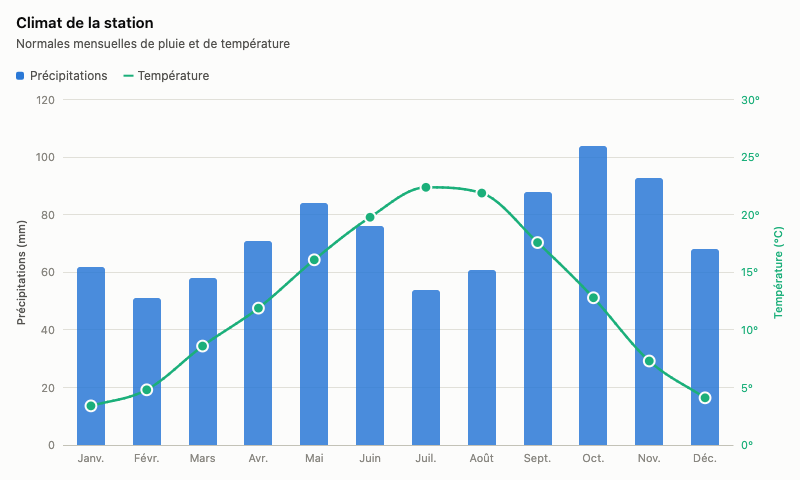 Climat de la station
Normales mensuelles de pluie et de température
Précipitations
Température
120
100
80
60
40
20
0
Précipitations (mm)
30°
25°
20°
15°
10°
5°
0°
Température (°C)
Janv.
Févr.
Mars
Avr.
Mai
Juin
Juil.
Août
Sept.
Oct.
Nov.
Déc.